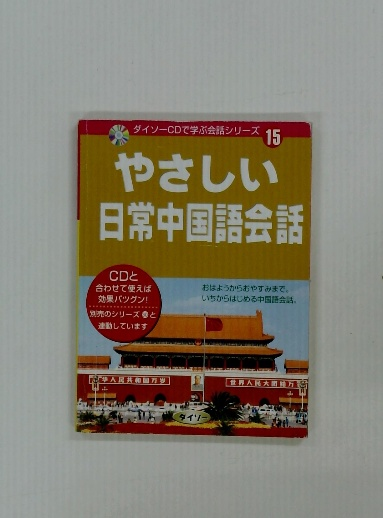 ダイソーCDで学ぶ会話シリーズ 15
やさしい
日常中国語会話
CDと
合わせて使えば
効果バツグン!
別売のシリーズ
と
連動しています
おはようからおやすみまで。
いちからはじめる中国語会話。
华人民共和国万岁
世界人民大团结万
ダイソー